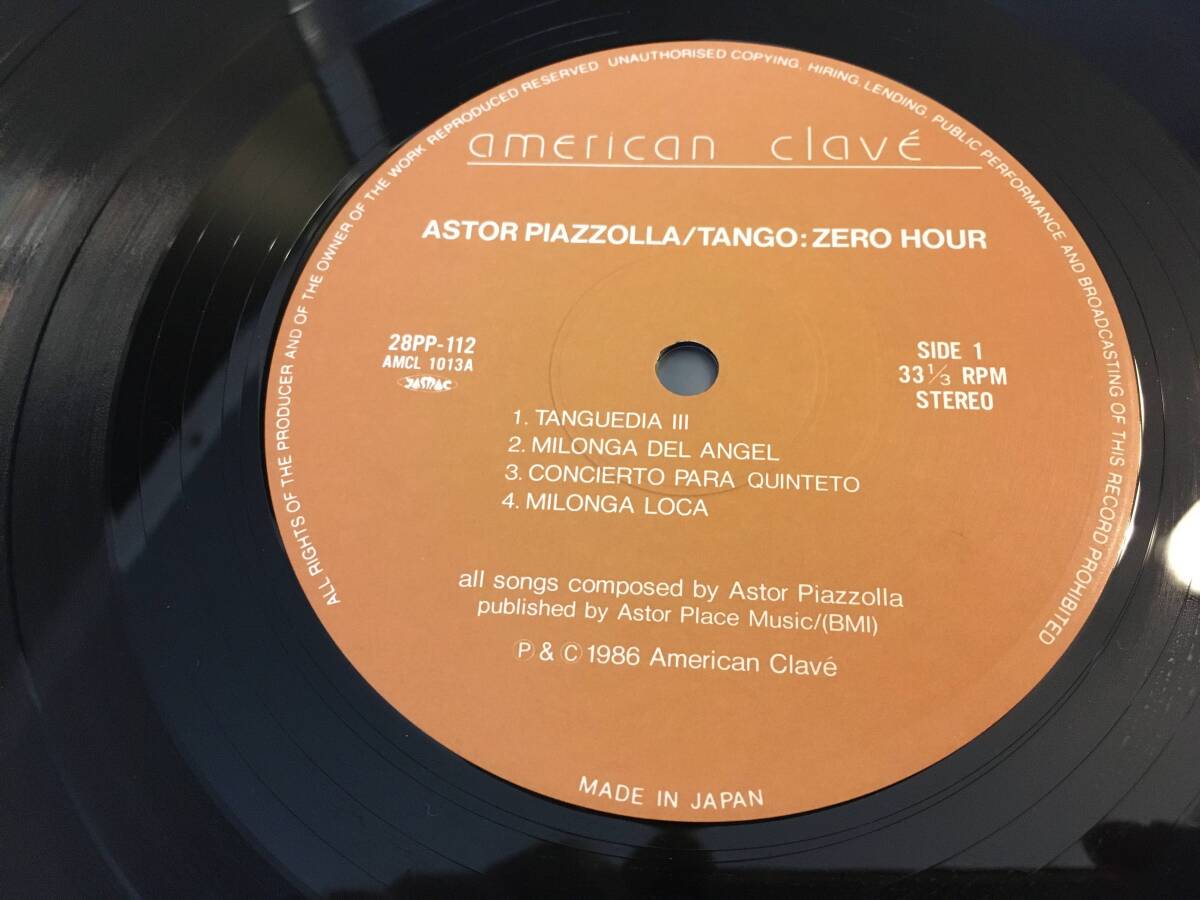 ALL RIGHTS OF THE PRODUCER AND OF THE OWNER OF THE WORK REPRODUCED RESERVED UNAUTHORISED COPYING, HIRING, LENDING, PUBLIC PERFORMANCE AND BROADCASTING OF THIS RECORD PROHIBITED
american clavé
ASTOR PIAZZOLLA/TANGO: ZERO HOUR
28PP-112
AMCL 1013A
JASRAC
SIDE 1
33 1/3 RPM
STEREO
1. TANGUEDIA III
2. MILONGA DEL ANGEL
3. CONCIERTO PARA QUINTETO
4. MILONGA LOCA
all songs composed by Astor Piazzolla
published by Astor Place Music/(BMI)
Ⓟ & Ⓒ 1986 American Clavé
MADE IN JAPAN